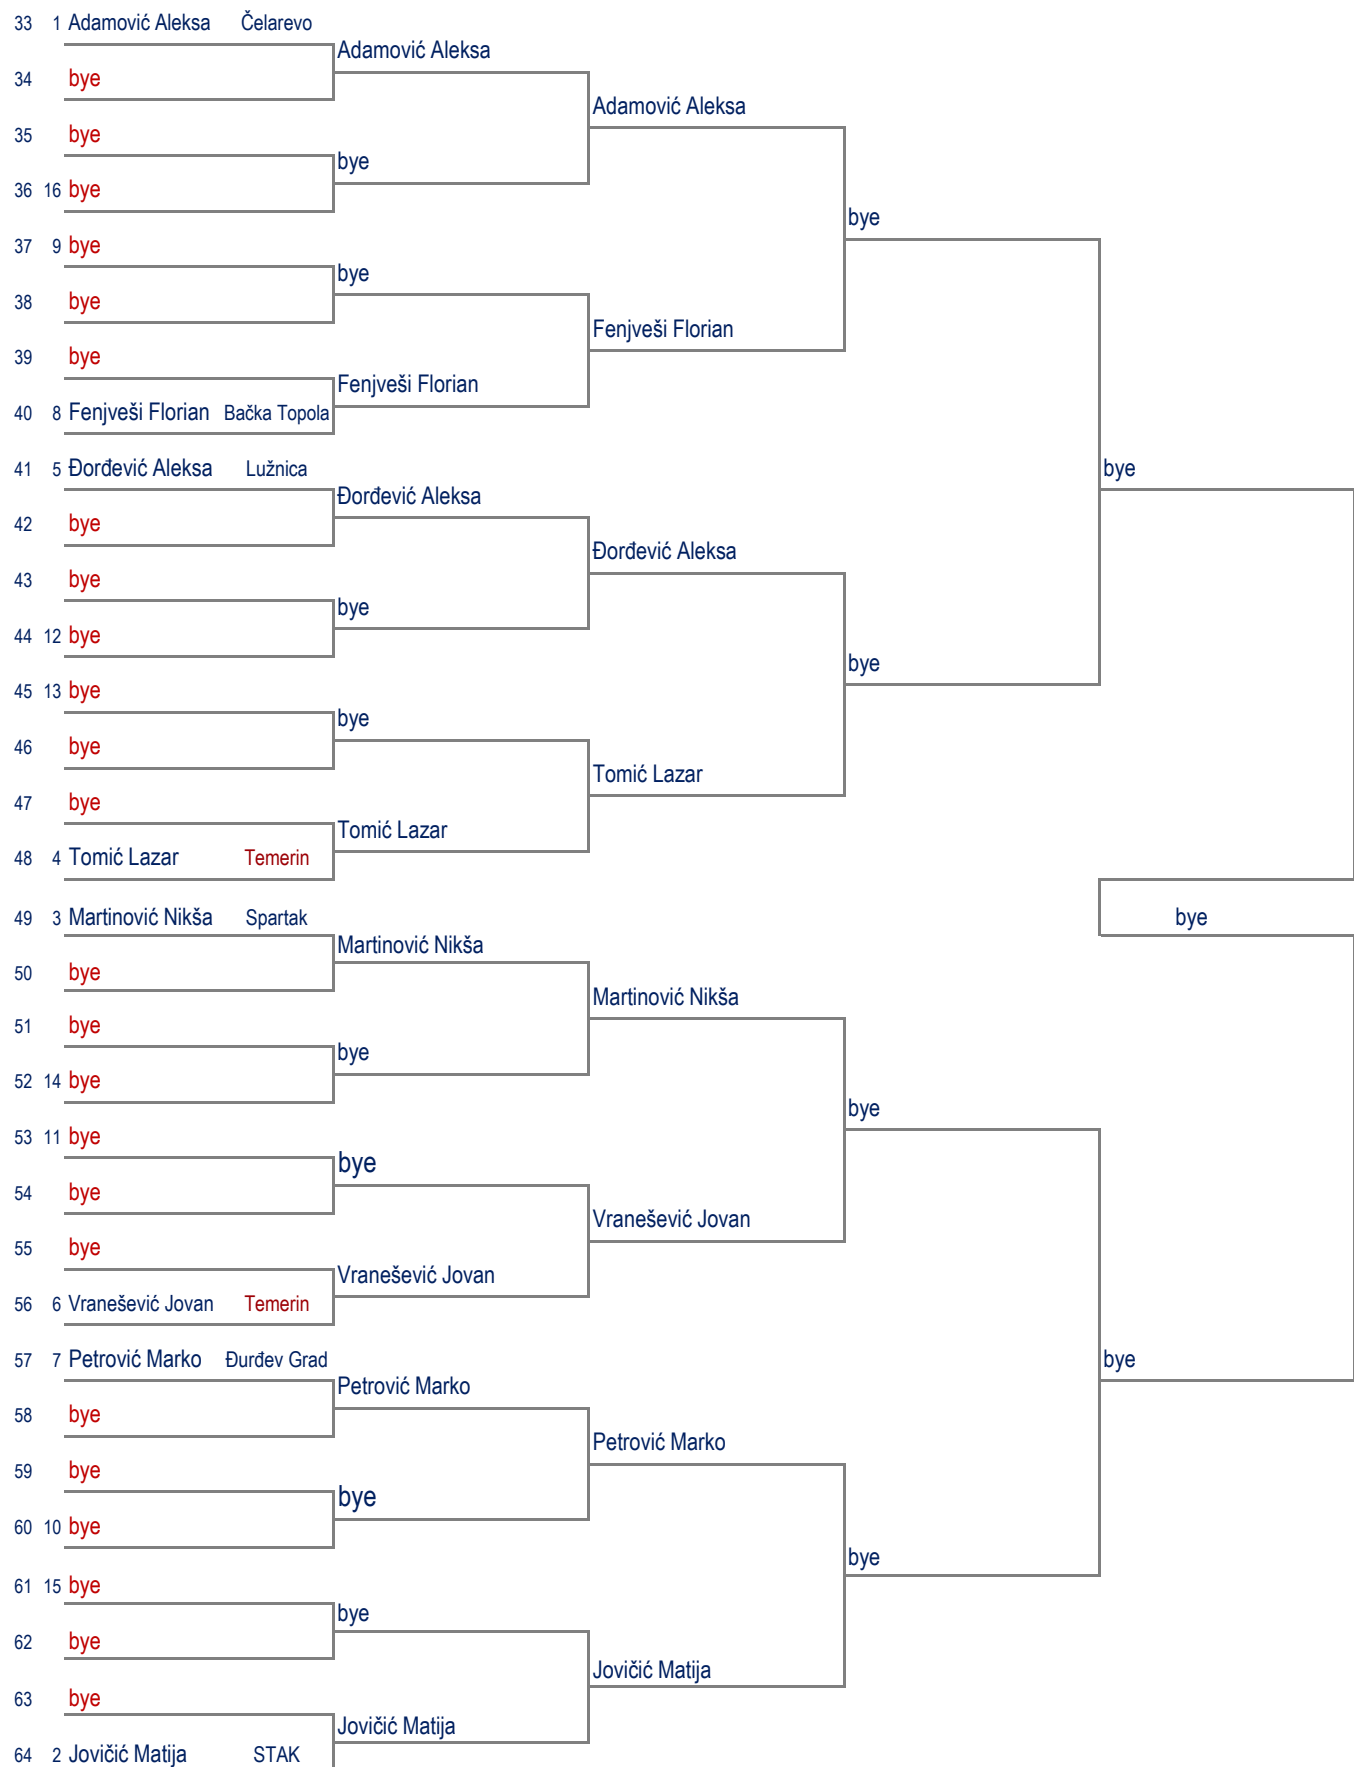 33 1 Adamović Aleksa Čelarevo
Adamović Aleksa
34 bye
Adamović Aleksa
35 bye
bye
36 16 bye
bye
37 9 bye
bye
38 bye
Fenjveši Florian
39 bye
Fenjveši Florian
40 8 Fenjveši Florian Bačka Topola
41 5 Đorđević Aleksa Lužnica
bye
Đorđević Aleksa
42 bye
Đorđević Aleksa
43 bye
bye
44 12 bye
bye
45 13 bye
bye
46 bye
Tomić Lazar
47 bye
Tomić Lazar
48 4 Tomić Lazar Temerin
49 3 Martinović Nikša Spartak
bye
Martinović Nikša
50 bye
Martinović Nikša
51 bye
bye
52 14 bye
bye
53 11 bye
bye
54 bye
Vranešević Jovan
55 bye
Vranešević Jovan
56 6 Vranešević Jovan Temerin
57 7 Petrović Marko Đurđev Grad
bye
Petrović Marko
58 bye
Petrović Marko
59 bye
bye
60 10 bye
bye
61 15 bye
bye
62 bye
Jovičić Matija
63 bye
Jovičić Matija
64 2 Jovičić Matija STAK